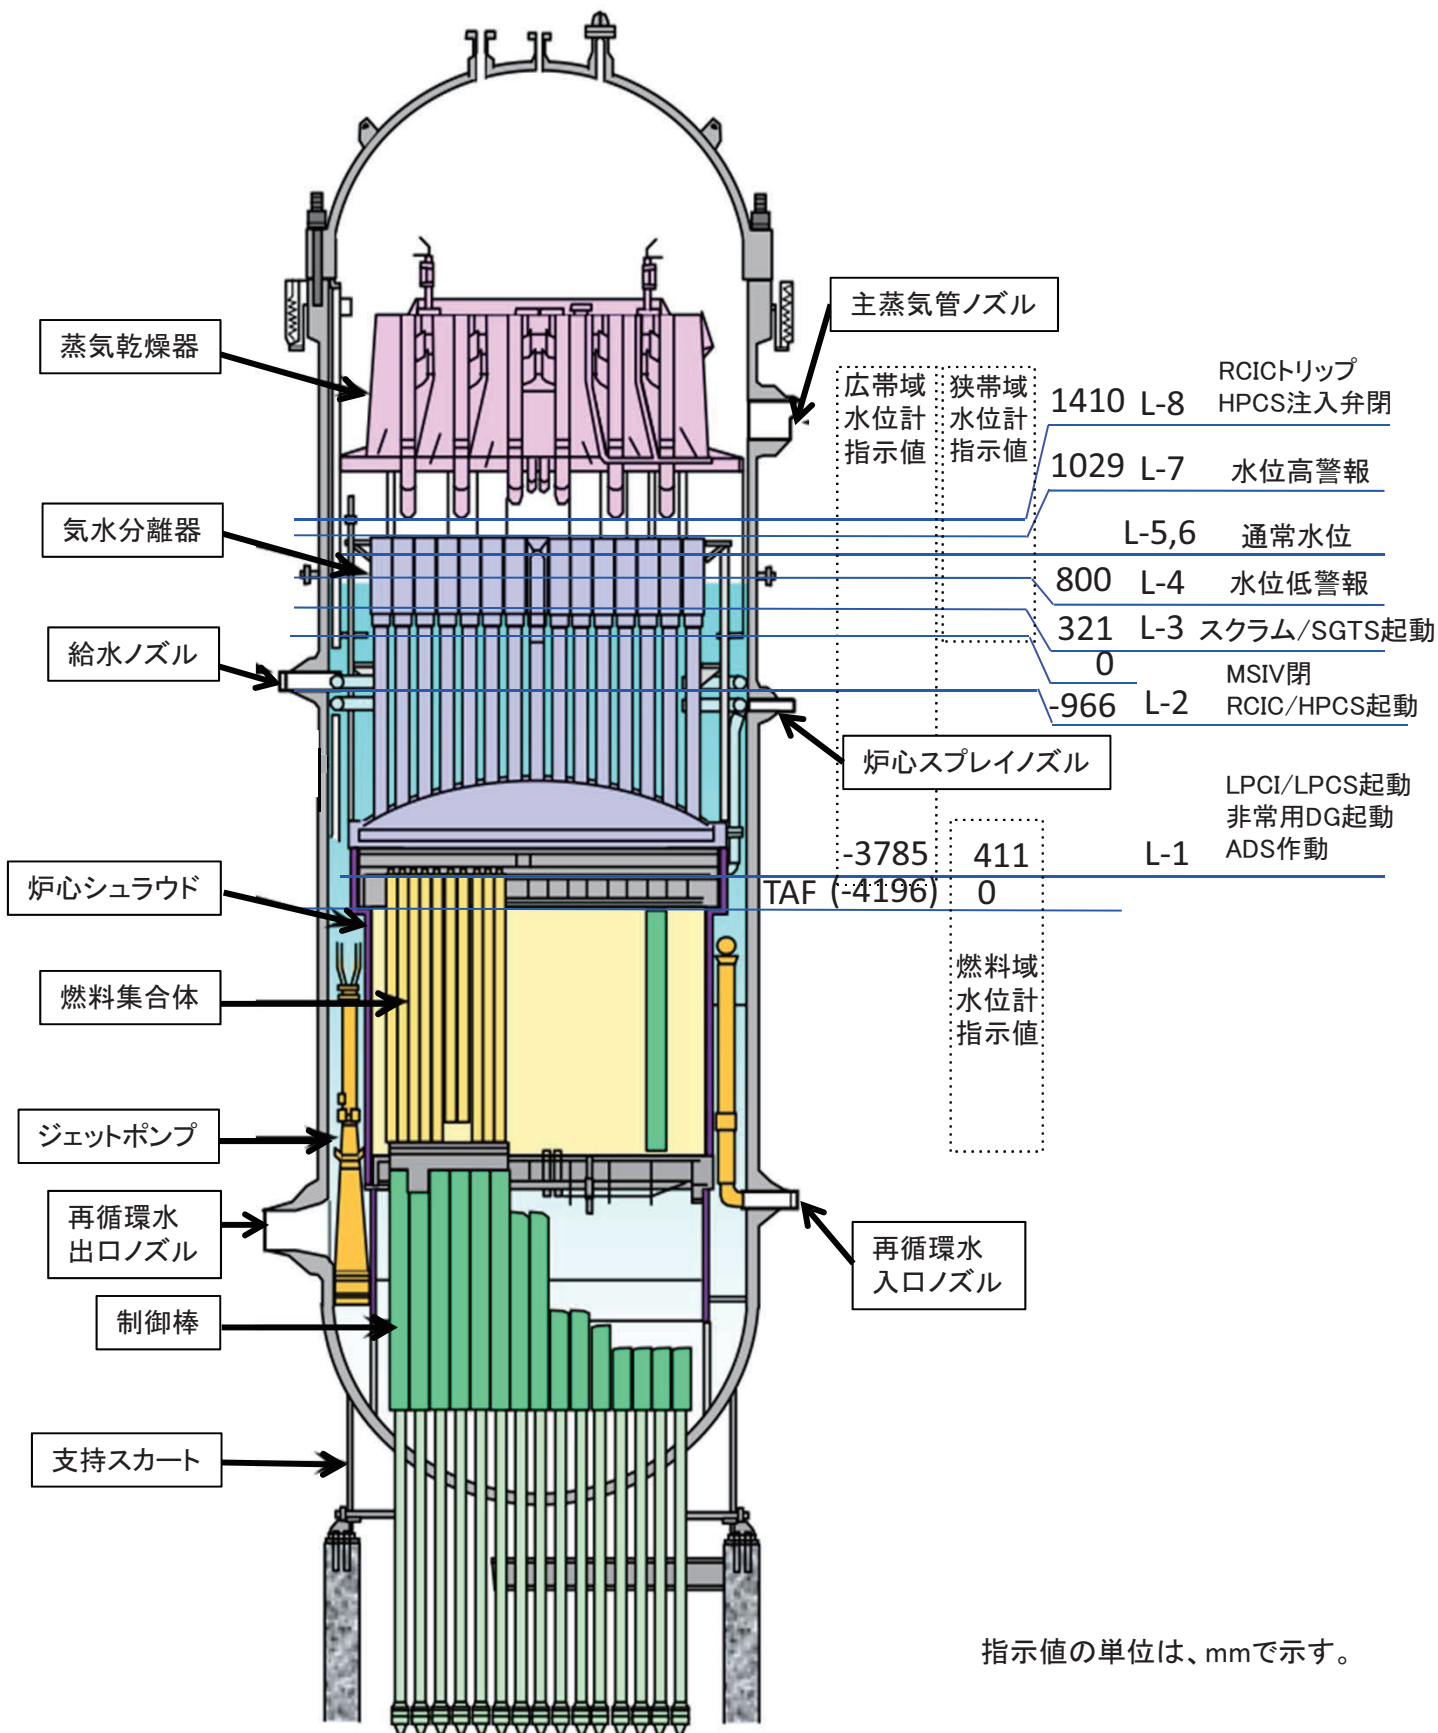 主蒸気管ノズル
蒸気乾燥器
広帯域
水位計
指示値
狭帯域
水位計
指示値
RCICトリップ
1410 L-8 HPCS注入弁閉
1029 L-7 水位高警報
気水分離器
L-5,6 通常水位
800 L-4 水位低警報
321 L-3 スクラム/SGTS起動
給水ノズル
0
MSIV閉
-966 L-2 RCIC/HPCS起動
炉心スプレイノズル
LPCI/LPCS起動
非常用DG起動
-3785 411 L-1 ADS作動
炉心シュラウド
TAF (-4196) 0
燃料集合体
燃料域
水位計
指示値
ジェットポンプ
再循環水
出口ノズル
再循環水
入口ノズル
制御棒
支持スカート
指示値の単位は、mmで示す。